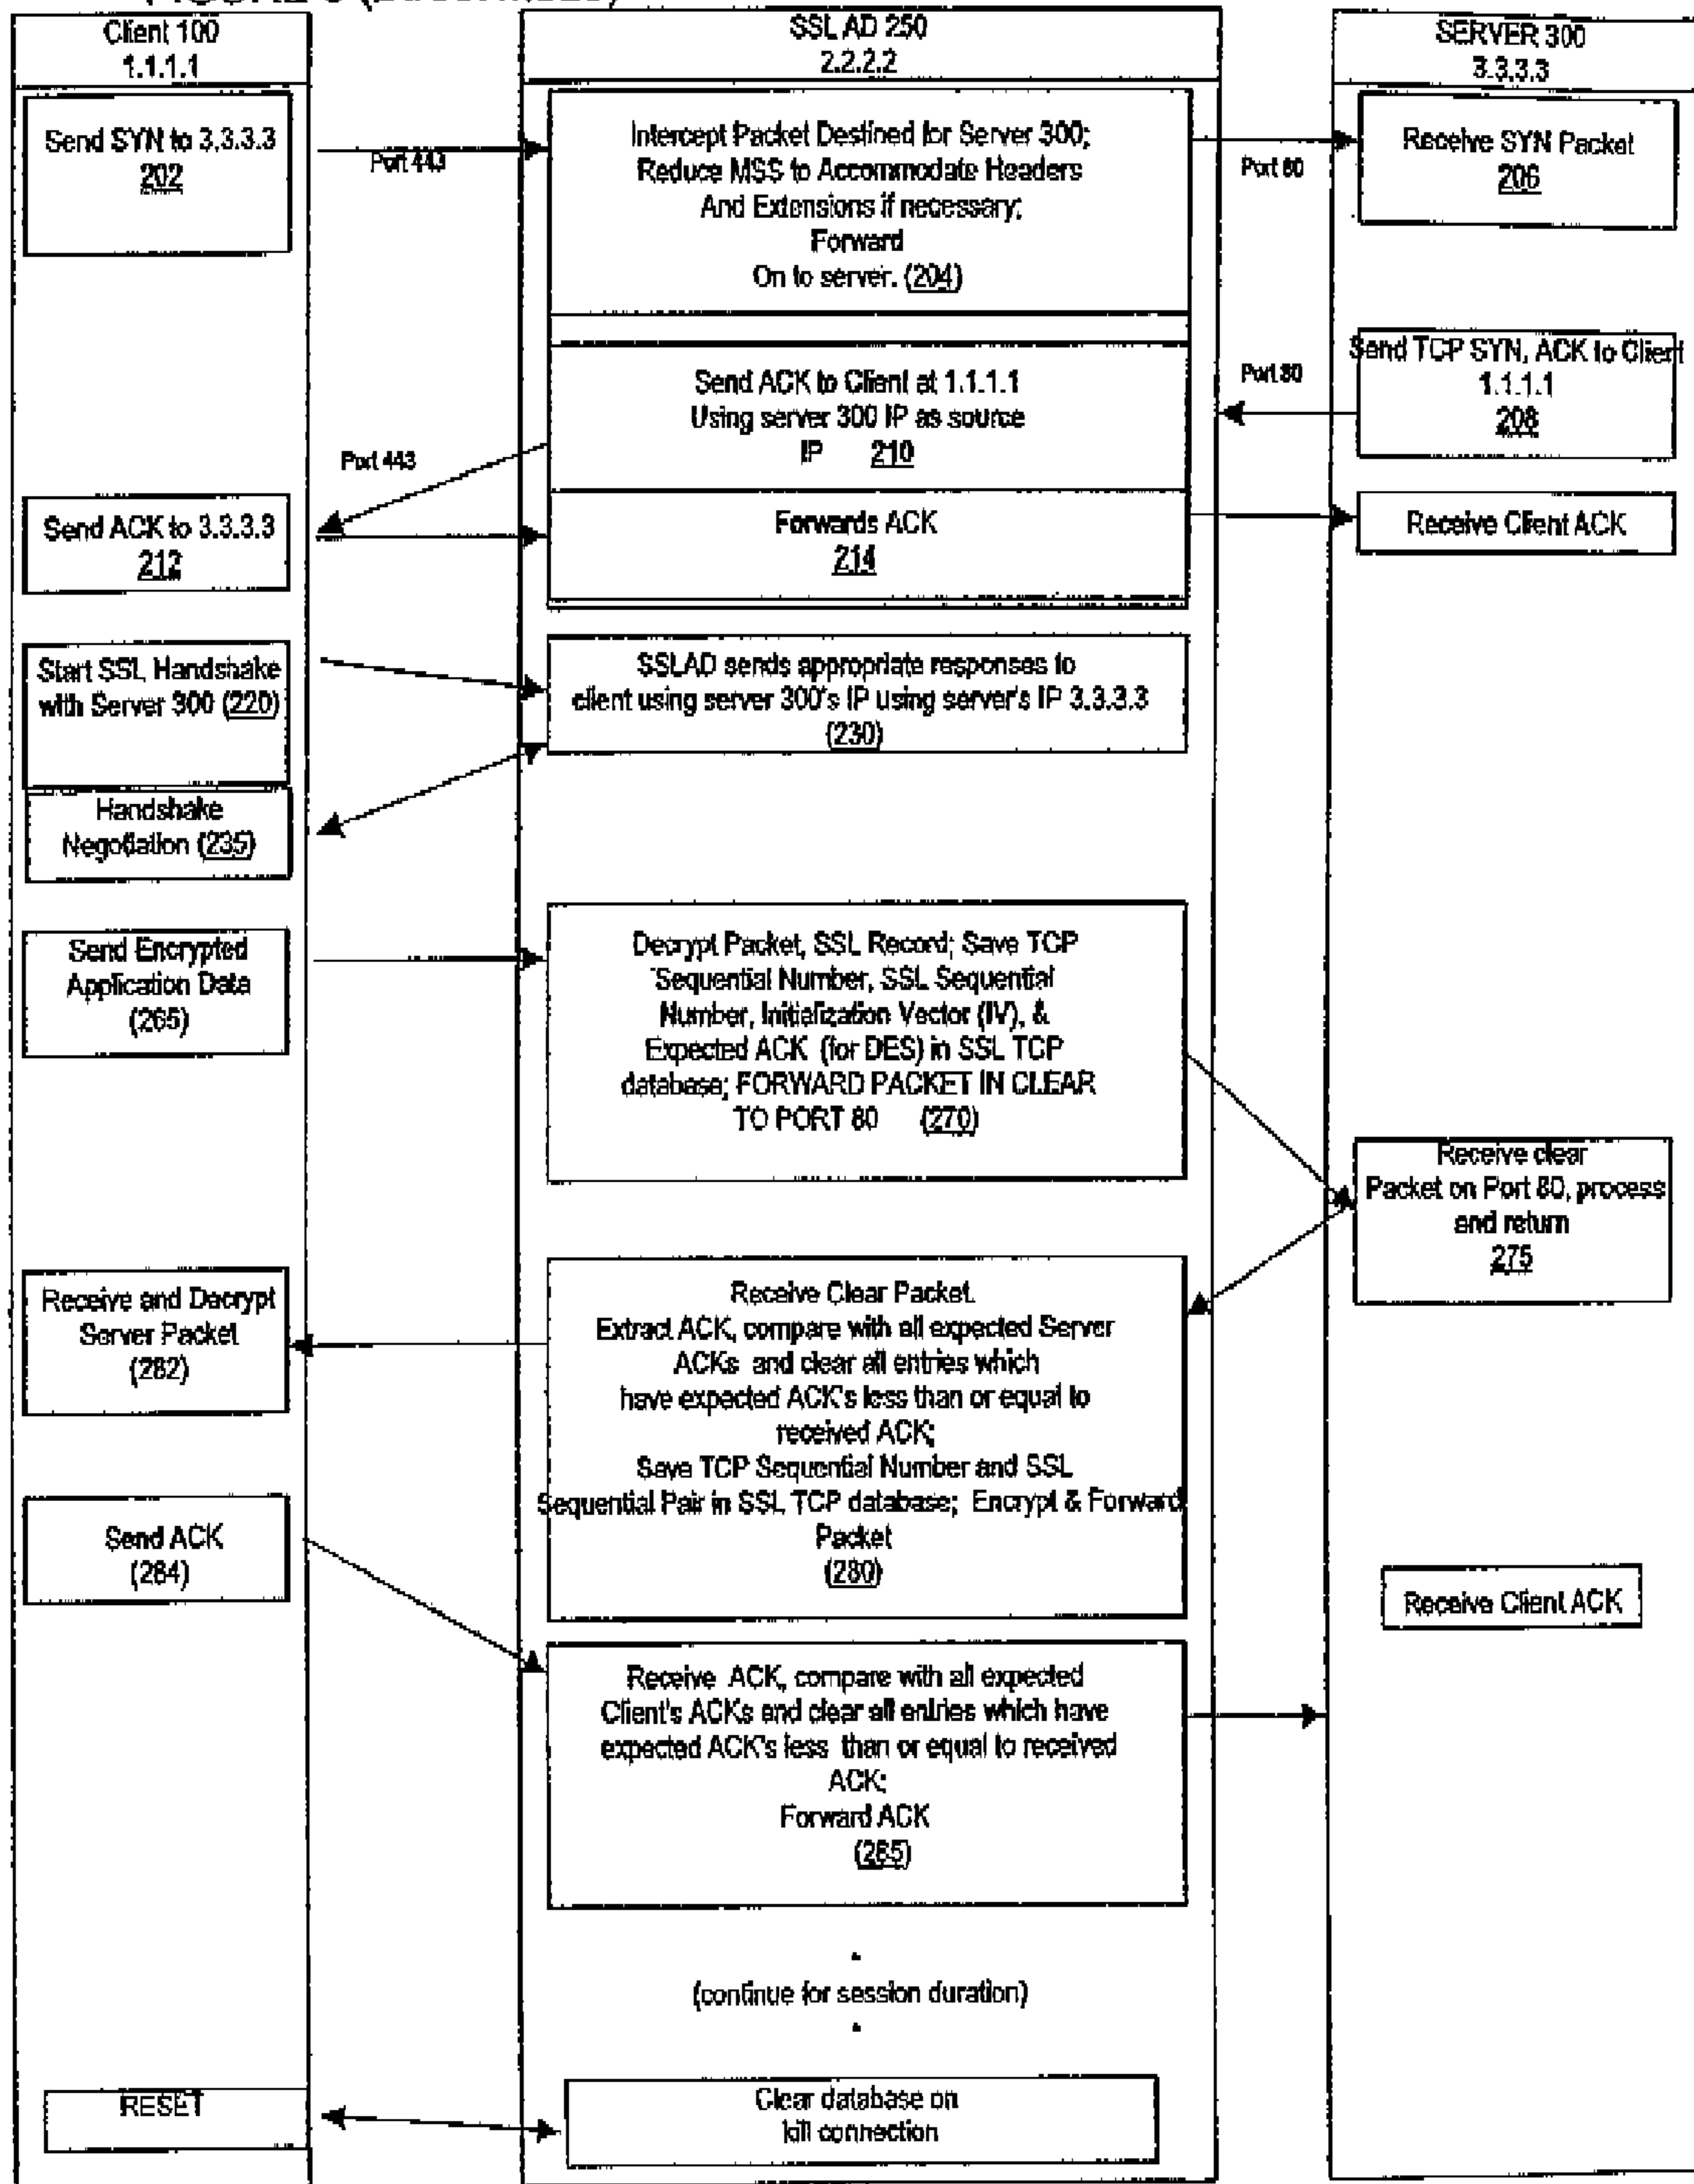 Client 100
1.1.1.1
SSL AD 250
2.2.2.2
SERVER 300
3.3.3.3
Send SYN to 3.3.3.3
202
Port 443
Intercept Packet Destined for Server 300;
Reduce MSS to Accommodate Headers
And Extensions if necessary;
Forward
On to server. (204)
Port 80
Receive SYN Packet
206
Send TCP SYN, ACK to Client
1.1.1.1
208
Port 80
Send ACK to Client at 1.1.1.1
Using server 300 IP as source
IP 210
Port 443
Send ACK to 3.3.3.3
212
Forwards ACK
214
Receive Client ACK
Start SSL Handshake
with Server 300 (220)
SSLAD sends appropriate responses to
client using server 300's IP using server's IP 3.3.3.3
(230)
Handshake
Negotiation (235)
Send Encrypted
Application Data
(265)
Decrypt Packet, SSL Record; Save TCP
Sequential Number, SSL Sequential
Number, Initialization Vector (IV), &
Expected ACK (for DES) in SSL TCP
database; FORWARD PACKET IN CLEAR
TO PORT 80 (270)
Receive clear
Packet on Port 80, process
and return
275
Receive and Decrypt
Server Packet
(282)
Receive Clear Packet.
Extract ACK, compare with all expected Server
ACKs and clear all entries which
have expected ACK's less than or equal to
received ACK;
Save TCP Sequential Number and SSL
Sequential Pair in SSL TCP database; Encrypt & Forward
Packet
(280)
Send ACK
(284)
Receive Client ACK
Receive ACK, compare with all expected
Client's ACKs and clear all entries which have
expected ACK's less than or equal to received
ACK;
Forward ACK
(285)
(continue for session duration)
RESET
Clear database on
kill connection